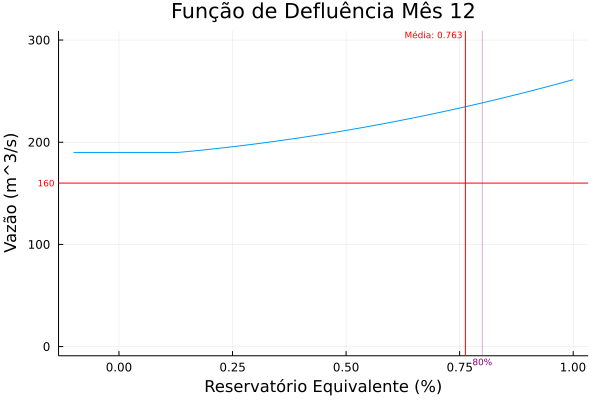 Função de Defluência Mês 12
Média: 0.763
300
200
160
100
0
Vazão (m^3/s)
0.00
0.25
0.50
0.75
80%
1.00
Reservatório Equivalente (%)